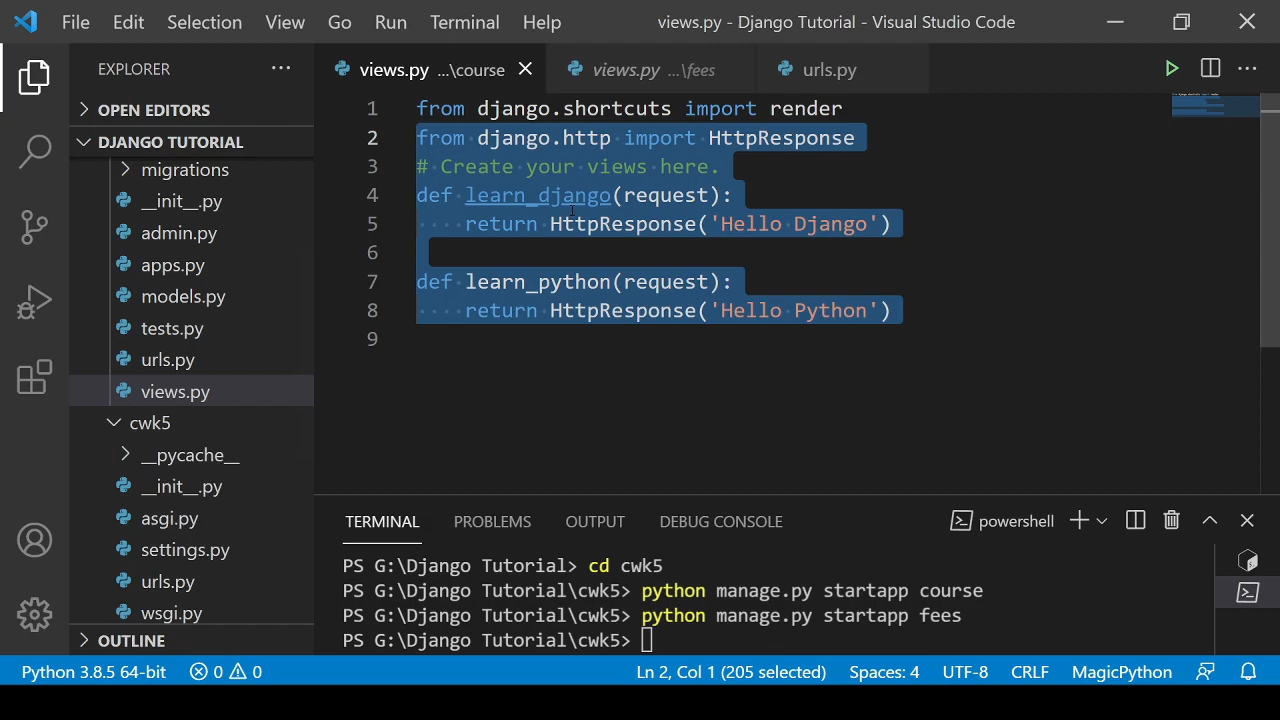 File Edit Selection View Go Run Terminal Help views.py - Django Tutorial - Visual Studio Code
EXPLORER
OPEN EDITORS
DJANGO TUTORIAL
migrations
__init__.py
admin.py
apps.py
models.py
tests.py
urls.py
views.py
cwk5
__pycache__
__init__.py
asgi.py
settings.py
urls.py
wsgi.py
OUTLINE
views.py ...\course views.py ...\fees urls.py
1 from django.shortcuts import render
2 from django.http import HttpResponse
3 # Create your views here.
4 def learn_django(request):
5 return HttpResponse('Hello Django')
6
7 def learn_python(request):
8 return HttpResponse('Hello Python')
9
TERMINAL PROBLEMS OUTPUT DEBUG CONSOLE powershell
PS G:\Django Tutorial> cd cwk5
PS G:\Django Tutorial\cwk5> python manage.py startapp course
PS G:\Django Tutorial\cwk5> python manage.py startapp fees
PS G:\Django Tutorial\cwk5>
Python 3.8.5 64-bit 0 0 Ln 2, Col 1 (205 selected) Spaces: 4 UTF-8 CRLF MagicPython